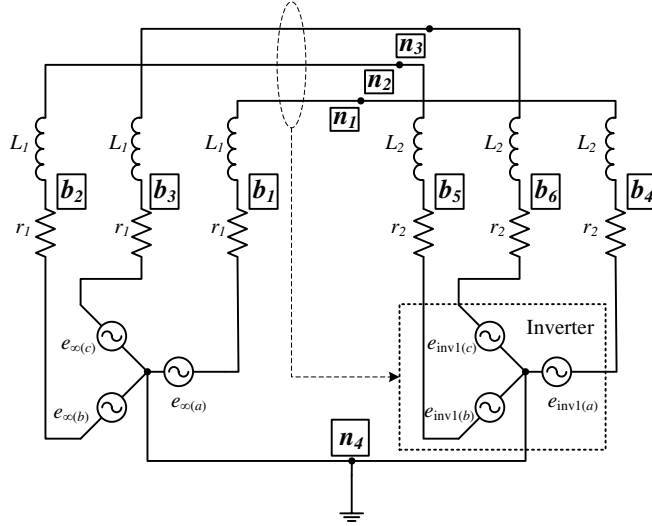 n3
n2
n1
L1
L1
L1
L2
L2
L2
b2
b3
b1
b5
b6
b4
r1
r1
r1
r2
r2
r2
Inverter
e∞(c)
einv1(c)
e∞(a)
einv1(a)
e∞(b)
einv1(b)
n4